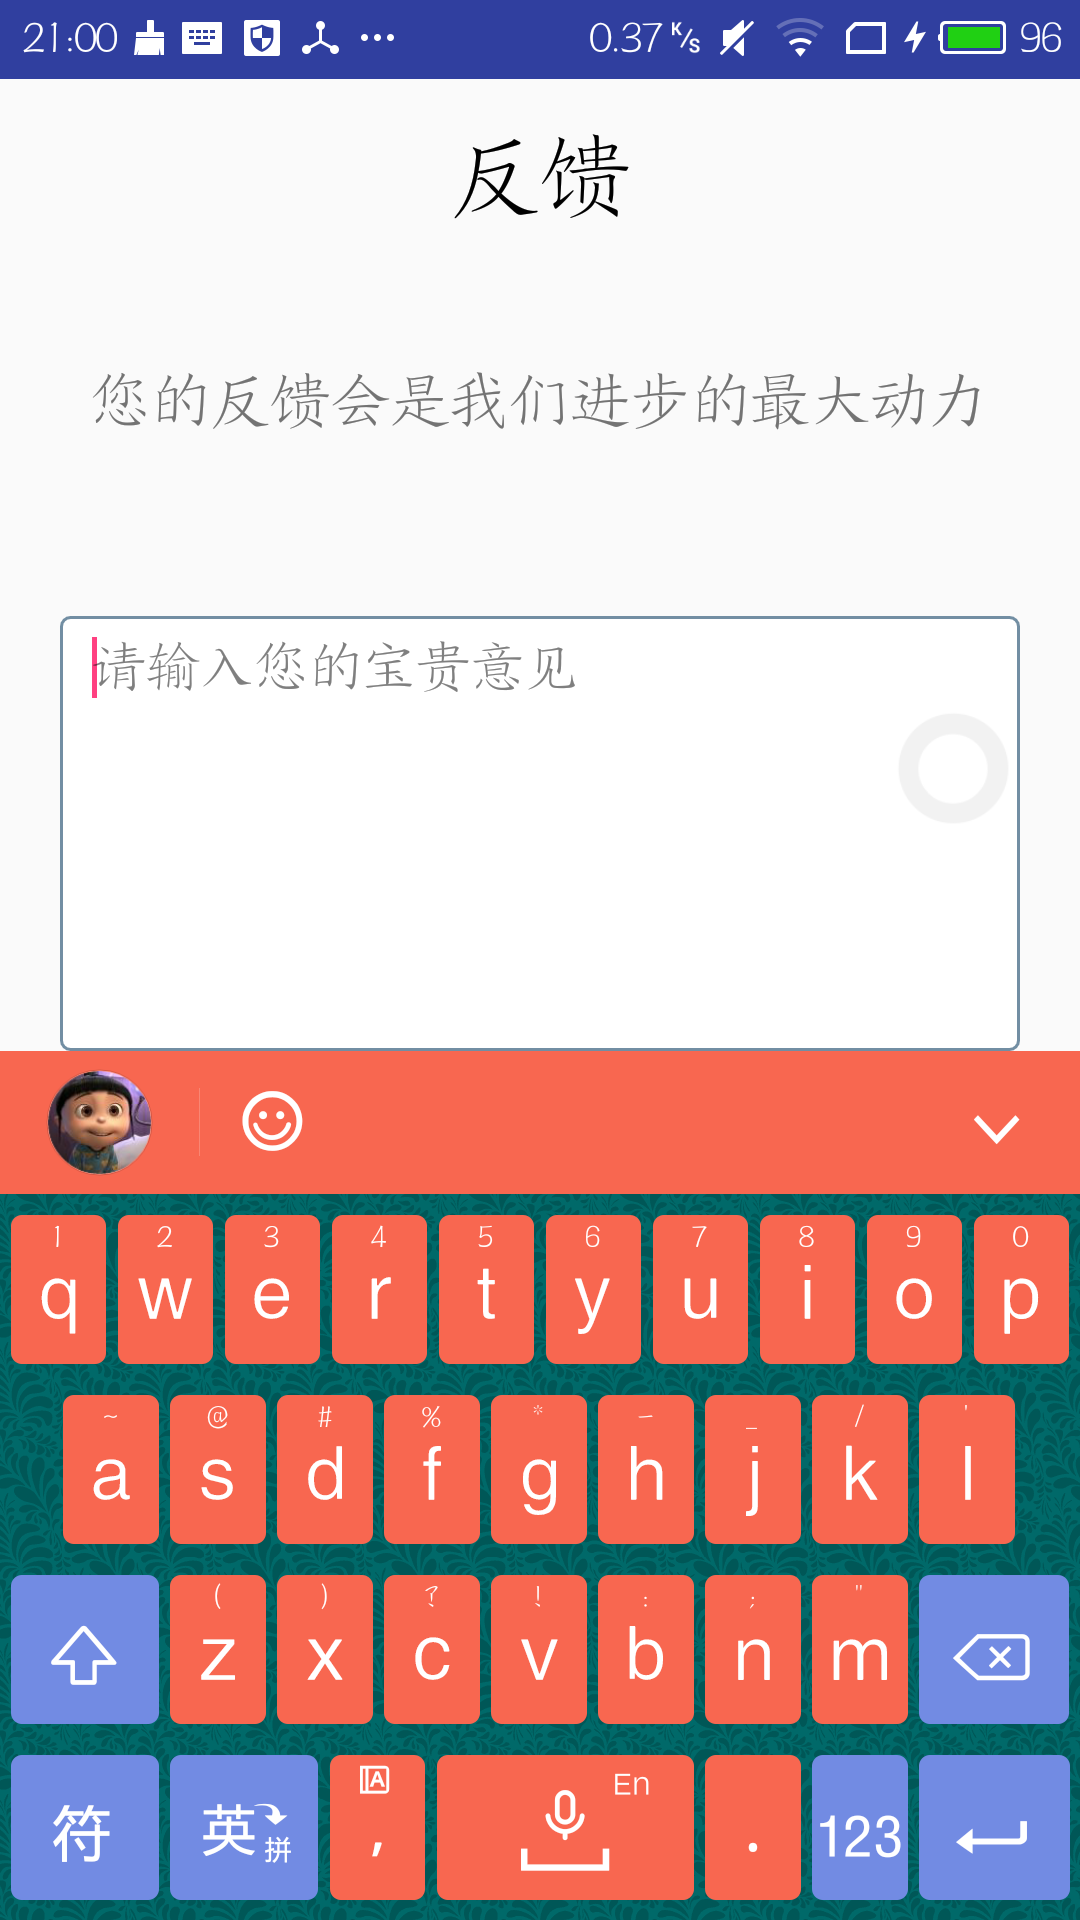 21:00 0.37 K/S 96
反馈
您的反馈会是我们进步的最大动力
请输入您的宝贵意见
1 2 3 4 5 6 7 8 9 0
q w e r t y u i o p
~ @ # % * – _ / '
a s d f g h j k l
( ) ? ! : ; "
z x c v b n m
符 英 拼 A , En . 123